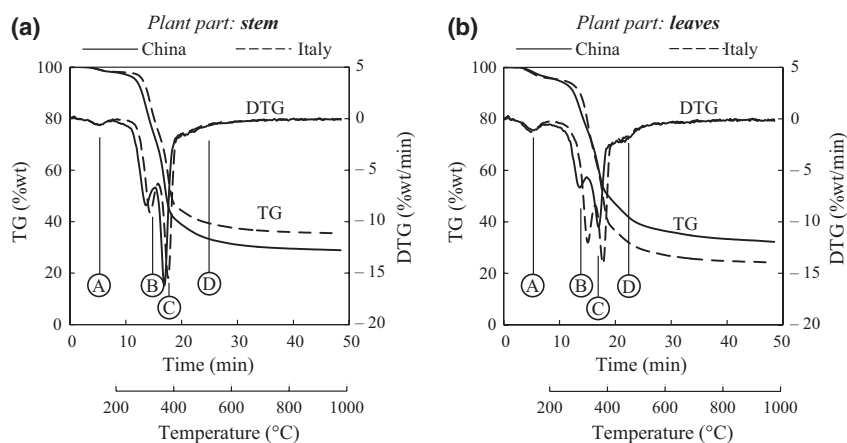 (a)
Plant part: stem
China
Italy
100
80
60
40
20
0
TG (%wt)
5
0
−5
−10
−15
−20
DTG (%wt/min)
DTG
TG
A
B
C
D
0
10
20
30
40
50
Time (min)
200
400
600
800
1000
Temperature (°C)
(b)
Plant part: leaves
China
Italy
100
80
60
40
20
0
TG (%wt)
5
0
−5
−10
−15
−20
DTG (%wt/min)
DTG
TG
A
B
C
D
0
10
20
30
40
50
Time (min)
200
400
600
800
1000
Temperature (°C)